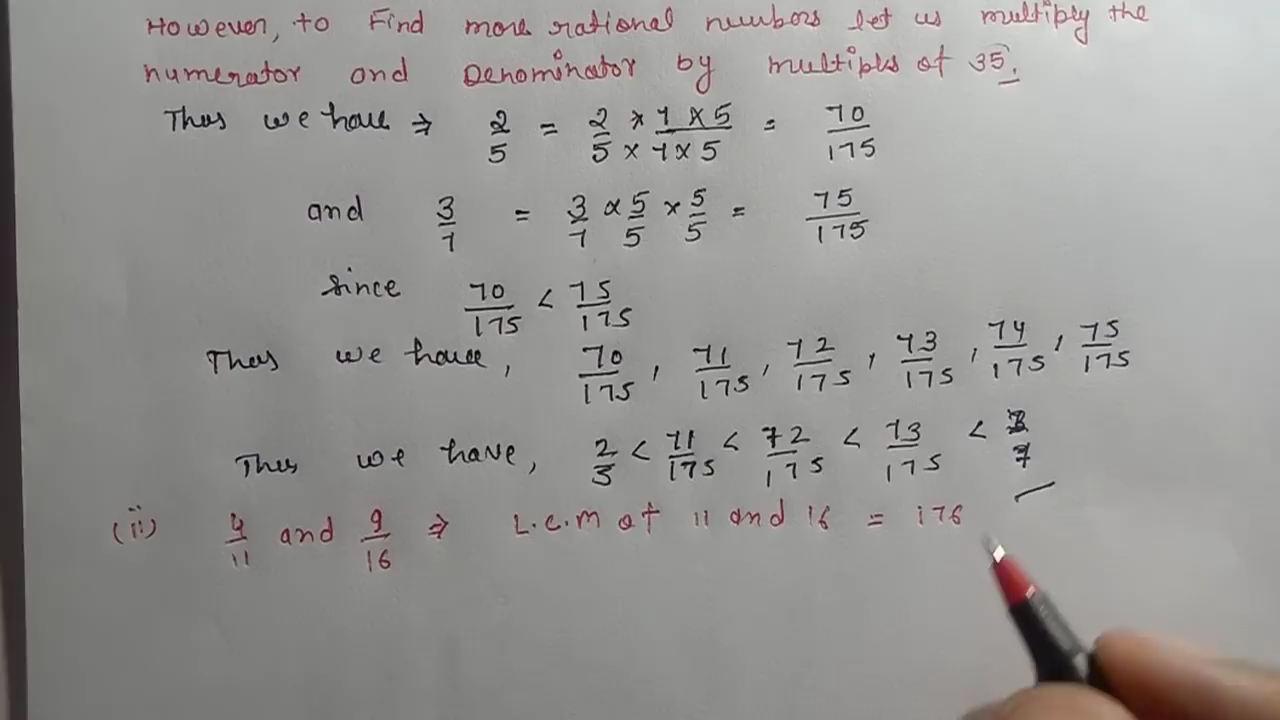 However, to Find more rational numbers let us multiply the
numerator and Denominator by multiples of 35.
Thus we have ⇒ 2/5 = 2/5 × 7×5/7×5 = 70/175
and 3/7 = 3/7 × 5/5 × 5/5 = 75/175
since 70/175 < 75/175
Thus we have, 70/175, 71/175, 72/175, 73/175, 74/175, 75/175
Thus we have, 2/5 < 71/175 < 72/175 < 73/175 < 3/7
(ii) 4/11 and 9/16 ⇒ L.C.M of 11 and 16 = 176